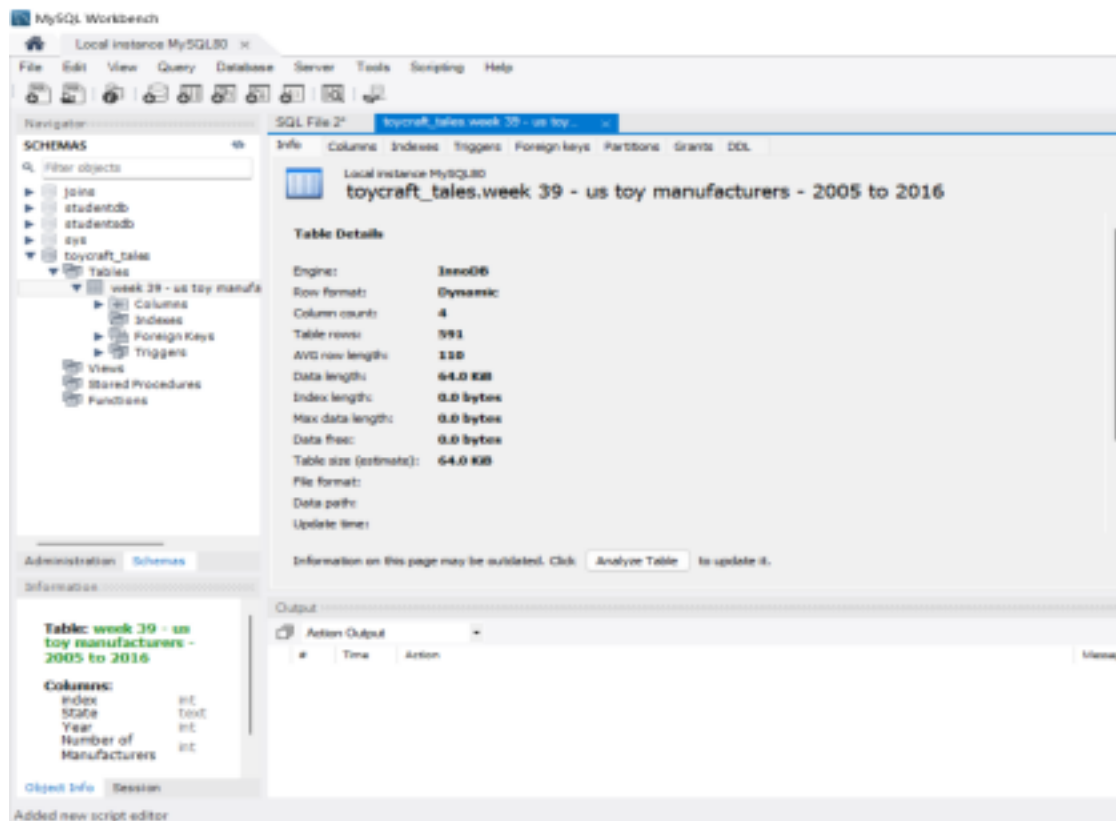 MySQL Workbench
Local instance MySQL80 ×
File Edit View Query Database Server Tools Scripting Help
Navigator
SCHEMAS
Filter objects
joins
studentdb
studentsdb
sys
toycraft_tales
Tables
week 39 - us toy manufa
Columns
Indexes
Foreign Keys
Triggers
Views
Stored Procedures
Functions
Administration Schemas
Information
Table: week 39 - us
toy manufacturers -
2005 to 2016
Columns:
index int
State text
Year int
Number of
Manufacturers int
Object Info Session
Added new script editor
SQL File 2* toycraft_tales.week 39 - us toy... ×
Info Columns Indexes Triggers Foreign keys Partitions Grants DDL
Local instance MySQL80
toycraft_tales.week 39 - us toy manufacturers - 2005 to 2016
Table Details
Engine: InnoDB
Row format: Dynamic
Column count: 4
Table rows: 591
AVG row length: 110
Data length: 64.0 KiB
Index length: 0.0 bytes
Max data length: 0.0 bytes
Data free: 0.0 bytes
Table size (estimate): 64.0 KiB
File format:
Data path:
Update time:
Information on this page may be outdated. Click Analyze Table to update it.
Output
Action Output
# Time Action Messag